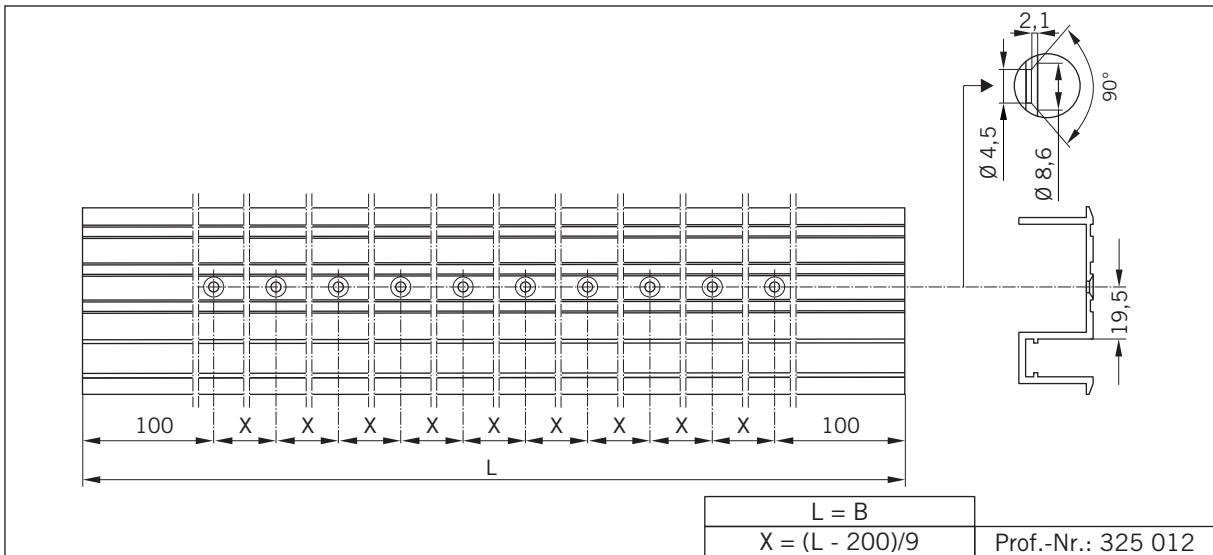 2,1
90°
Ø 4,5
Ø 8,6
19,5
100 X X X X X X X X X 100
L
L = B
X = (L - 200)/9 Prof.-Nr.: 325 012